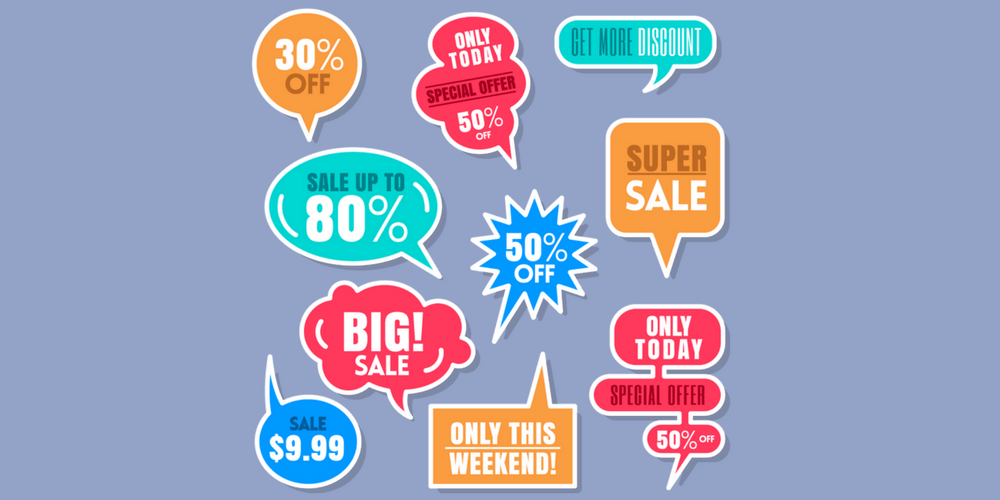 30%
OFF
ONLY
TODAY
SPECIAL OFFER
50%
OFF
GET MORE DISCOUNT
SUPER
SALE
SALE UP TO
80%
50%
OFF
BIG!
SALE
ONLY
TODAY
SPECIAL OFFER
50% OFF
SALE
$9.99
ONLY THIS
WEEKEND!